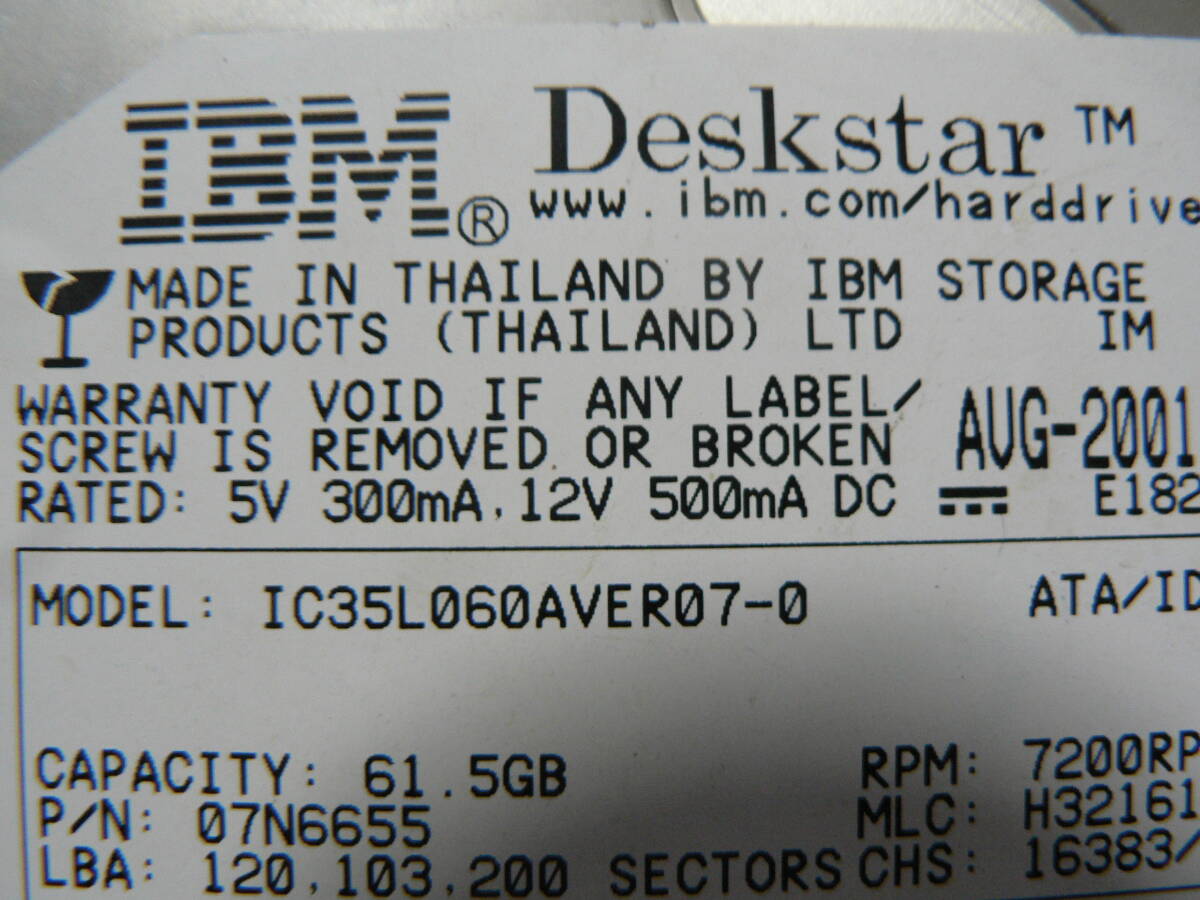 IBM® Deskstar™
www.ibm.com/harddrive
MADE IN THAILAND BY IBM STORAGE
PRODUCTS (THAILAND) LTD IM
WARRANTY VOID IF ANY LABEL/
SCREW IS REMOVED OR BROKEN AUG-2001
RATED: 5V 300mA, 12V 500mA DC E182
MODEL: IC35L060AVER07-0 ATA/ID
CAPACITY: 61.5GB RPM: 7200RP
P/N: 07N6655 MLC: H32161
LBA: 120,103,200 SECTORS CHS: 16383/